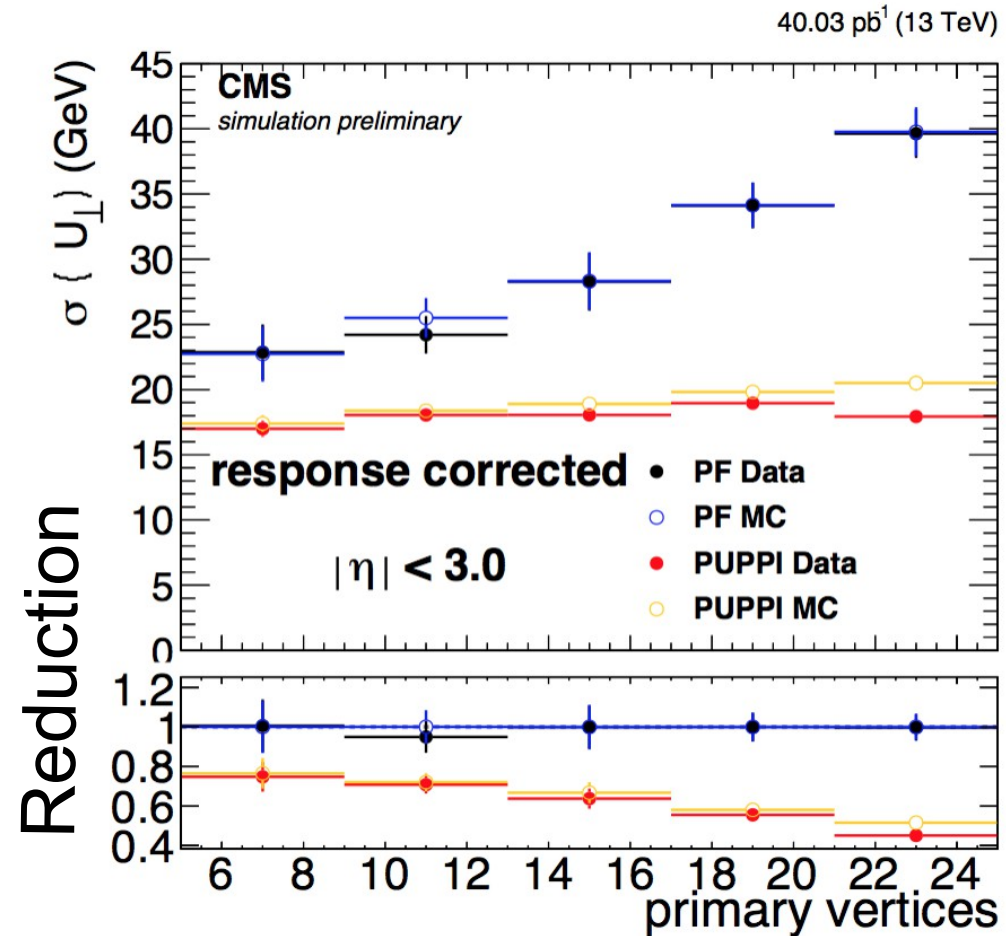 40.03 pb⁻¹ (13 TeV)
CMS
simulation preliminary
σ ( U⊥) (GeV)
45
40
35
30
25
20
15
10
5
0
response corrected
|η| < 3.0
PF Data
PF MC
PUPPI Data
PUPPI MC
Reduction
1.2
1
0.8
0.6
0.4
6 8 10 12 14 16 18 20 22 24
primary vertices